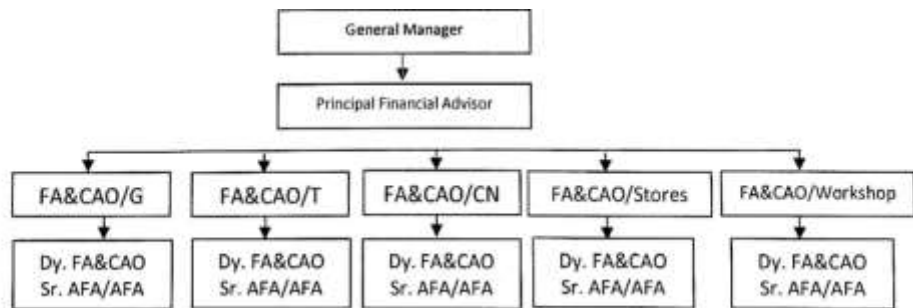 General Manager
Principal Financial Advisor
FA&CAO/G
FA&CAO/T
FA&CAO/CN
FA&CAO/Stores
FA&CAO/Workshop
Dy. FA&CAO
Sr. AFA/AFA
Dy. FA&CAO
Sr. AFA/AFA
Dy. FA&CAO
Sr. AFA/AFA
Dy. FA&CAO
Sr. AFA/AFA
Dy. FA&CAO
Sr. AFA/AFA